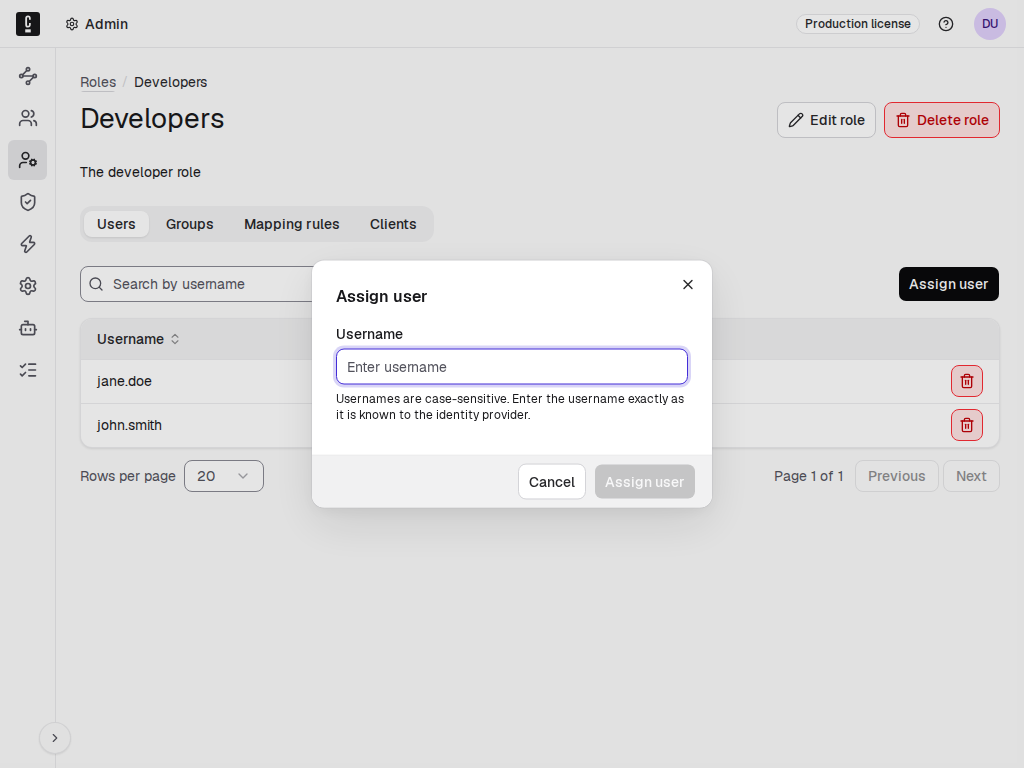 Admin
Production license
DU
Roles / Developers
Developers
Edit role
Delete role
The developer role
Users
Groups
Mapping rules
Clients
Search by username
Assign user
Username
jane.doe
john.smith
Rows per page
20
Page 1 of 1
Previous
Next
Assign user
Username
Enter username
Usernames are case-sensitive. Enter the username exactly as
it is known to the identity provider.
Cancel
Assign user